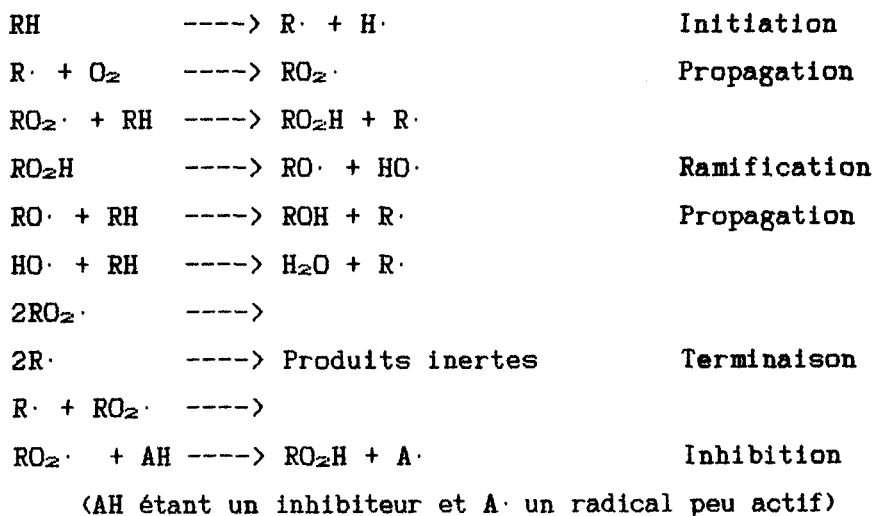 RH ----> R· + H· Initiation
R· + O₂ ----> RO₂· Propagation
RO₂· + RH ----> RO₂H + R·
RO₂H ----> RO· + HO· Ramification
RO· + RH ----> ROH + R· Propagation
HO· + RH ----> H₂O + R·
2RO₂· ---->
2R· ----> Produits inertes Terminaison
R· + RO₂· ---->
RO₂· + AH ----> RO₂H + A· Inhibition
(AH étant un inhibiteur et A· un radical peu actif)